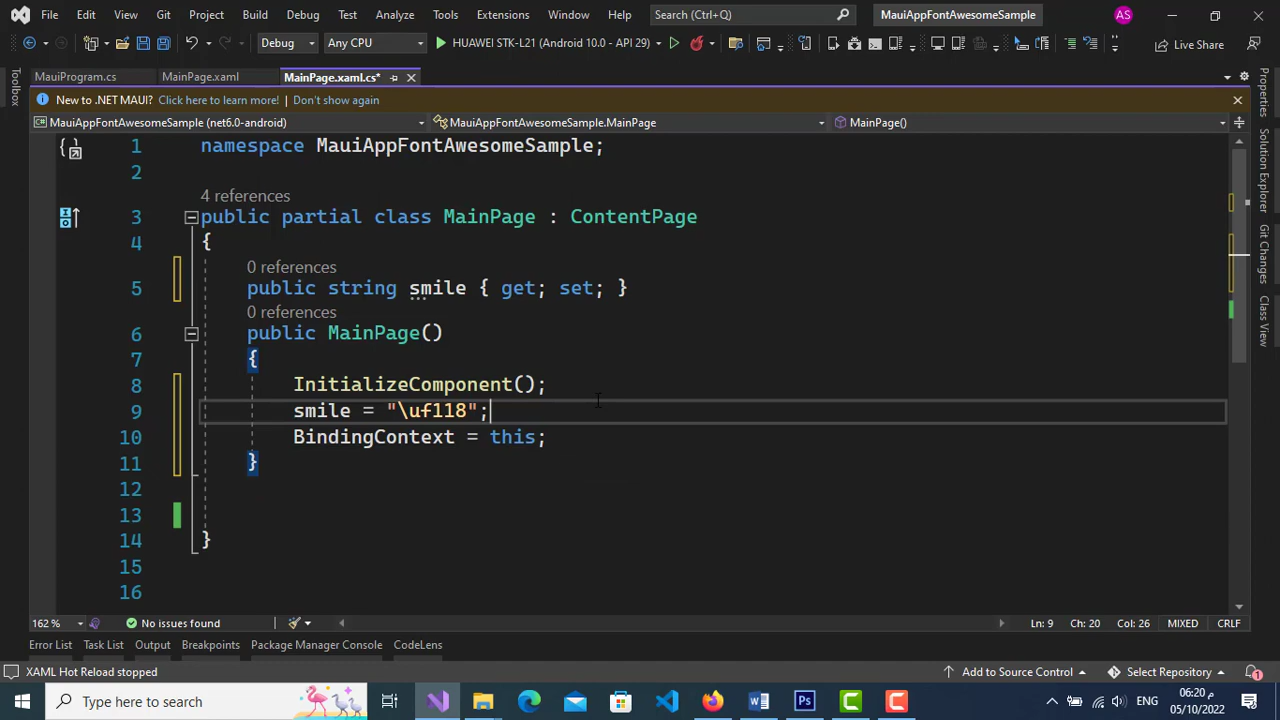 File Edit View Git Project Build Debug Test Analyze Tools Extensions Window Help Search (Ctrl+Q) MauiAppFontAwesomeSample AS
Debug Any CPU HUAWEI STK-L21 (Android 10.0 - API 29) Live Share
MauiProgram.cs MainPage.xaml MainPage.xaml.cs*
New to .NET MAUI? Click here to learn more! Don't show again
MauiAppFontAwesomeSample (net6.0-android) MauiAppFontAwesomeSample.MainPage MainPage()
Toolbox
Properties
Solution Explorer
Git Changes
Class View
1 namespace MauiAppFontAwesomeSample;
2
4 references
3 public partial class MainPage : ContentPage
4 {
0 references
5 public string smile { get; set; }
0 references
6 public MainPage()
7 {
8 InitializeComponent();
9 smile = "\uf118";
10 BindingContext = this;
11 }
12
13
14 }
15
16
162 % No issues found Ln: 9 Ch: 20 Col: 26 MIXED CRLF
Error List Task List Output Breakpoints Package Manager Console CodeLens
XAML Hot Reload stopped Add to Source Control Select Repository 1
Type here to search ENG 06:20 م
05/10/2022